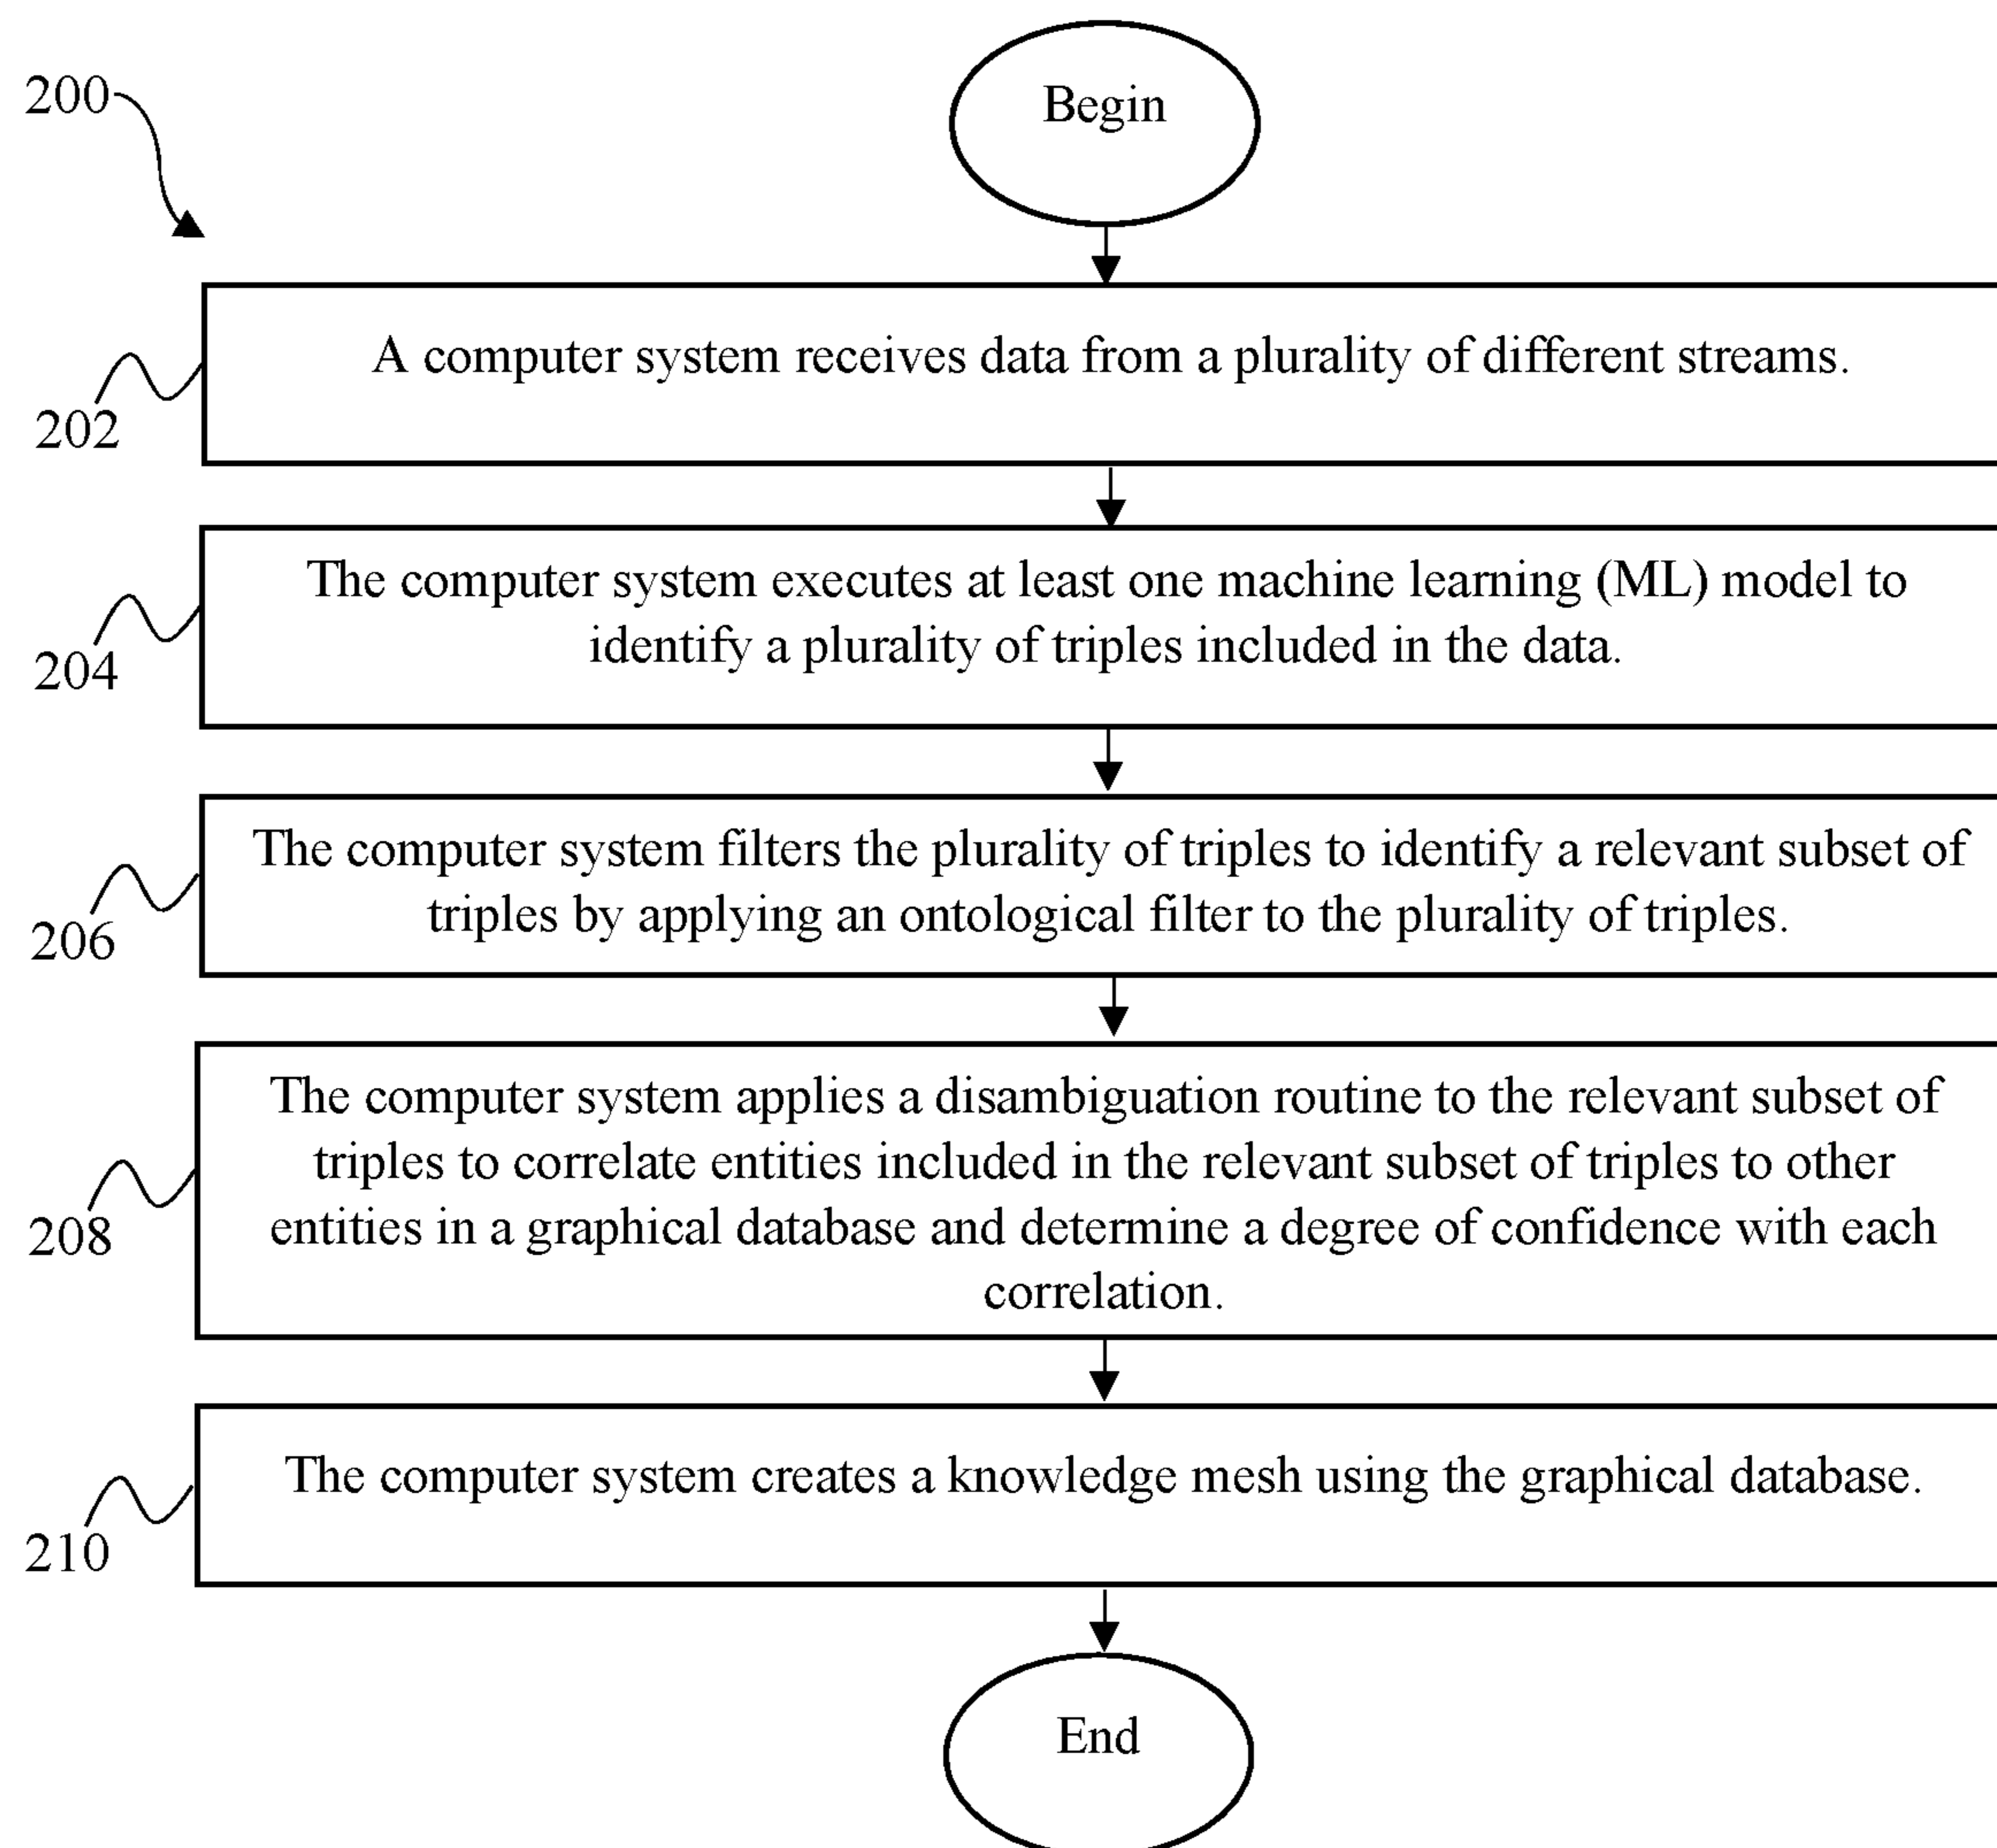 Begin
200
A computer system receives data from a plurality of different streams.
202
The computer system executes at least one machine learning (ML) model to
identify a plurality of triples included in the data.
204
The computer system filters the plurality of triples to identify a relevant subset of
triples by applying an ontological filter to the plurality of triples.
206
The computer system applies a disambiguation routine to the relevant subset of
triples to correlate entities included in the relevant subset of triples to other
entities in a graphical database and determine a degree of confidence with each
correlation.
208
The computer system creates a knowledge mesh using the graphical database.
210
End